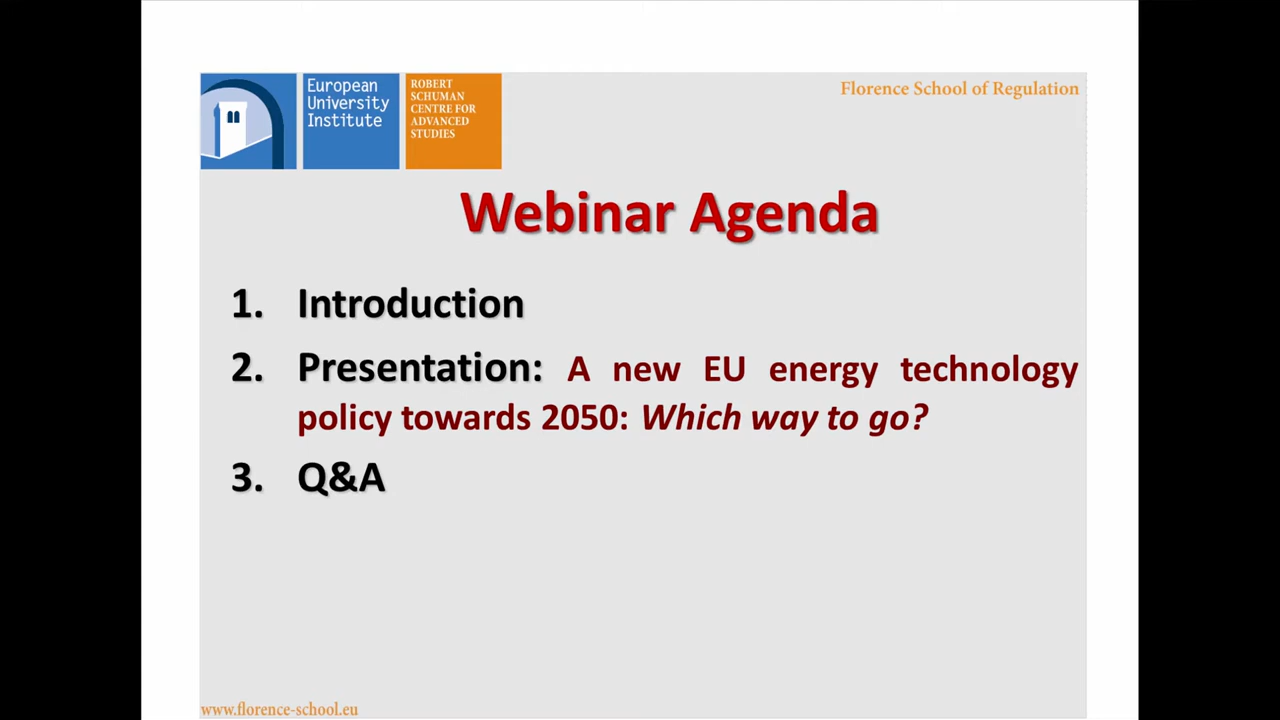 European
University
Institute
ROBERT
SCHUMAN
CENTRE FOR
ADVANCED
STUDIES
Florence School of Regulation
Webinar Agenda
1. Introduction
2. Presentation: A new EU energy technology
policy towards 2050: Which way to go?
3. Q&A
www.florence-school.eu